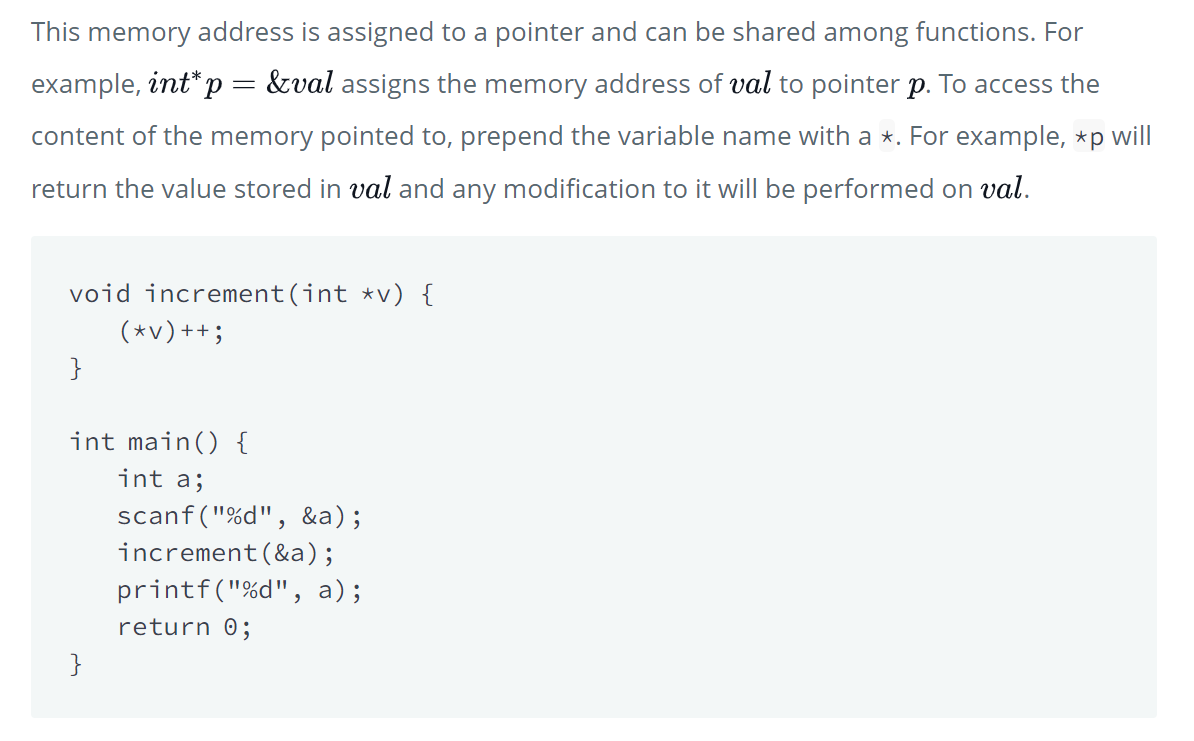 This memory address is assigned to a pointer and can be shared among functions. For
example, int*p = &val assigns the memory address of val to pointer p. To access the
content of the memory pointed to, prepend the variable name with a *. For example, *p will
return the value stored in val and any modification to it will be performed on val.
void increment(int *v) {
    (*v)++;
}
int main() {
    int a;
    scanf("%d", &a);
    increment(&a);
    printf("%d", a);
    return 0;
}